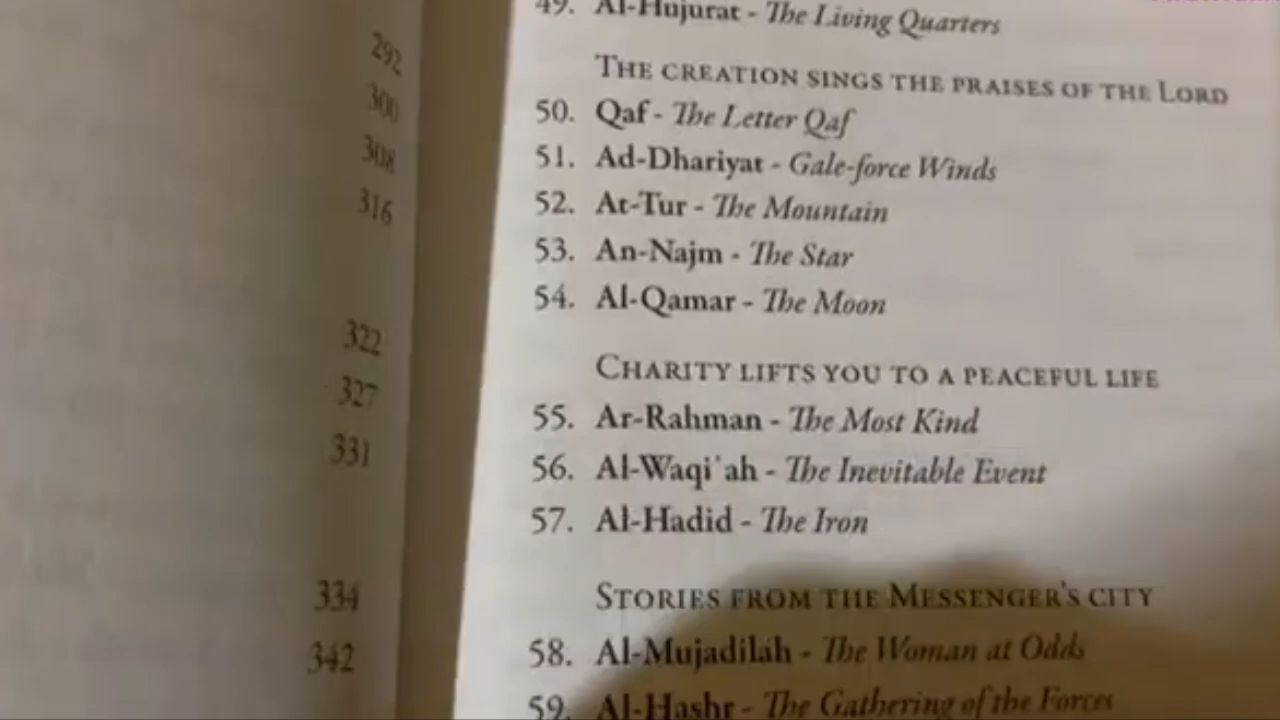 292
300
308
316
322
327
331
334
342
49. Al-Hujurat - The Living Quarters
The creation sings the praises of the Lord
50. Qaf - The Letter Qaf
51. Ad-Dhariyat - Gale-force Winds
52. At-Tur - The Mountain
53. An-Najm - The Star
54. Al-Qamar - The Moon
Charity lifts you to a peaceful life
55. Ar-Rahman - The Most Kind
56. Al-Waqi'ah - The Inevitable Event
57. Al-Hadid - The Iron
Stories from the Messenger's city
58. Al-Mujadilah - The Woman at Odds
59. Al-Hashr - The Gathering of the Forces